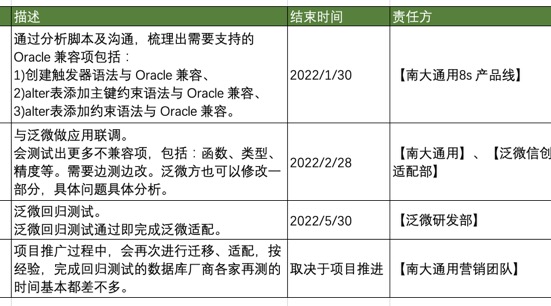 描述 结束时间 责任方
通过分析脚本及沟通，梳理出需要支持的
Oracle 兼容项包括：
1)创建触发器语法与 Oracle 兼容、
2)alter表添加主键约束语法与 Oracle 兼容、
3)alter表添加约束语法与 Oracle 兼容。
2022/1/30
【南大通用8s 产品线】
与泛微做应用联调。
会测试出更多不兼容项，包括：函数、类型、
精度等。需要边测边改。泛微方也可以修改一
部分，具体问题具体分析。
2022/2/28
【南大通用】、【泛微信创
适配部】
泛微回归测试。
泛微回归测试通过即完成泛微适配。
2022/5/30
【泛微研发部】
项目推广过程中，会再次进行迁移、适配，按
经验，完成回归测试的数据库厂商各家再测的
时间基本都差不多。
取决于项目推进
【南大通用营销团队】